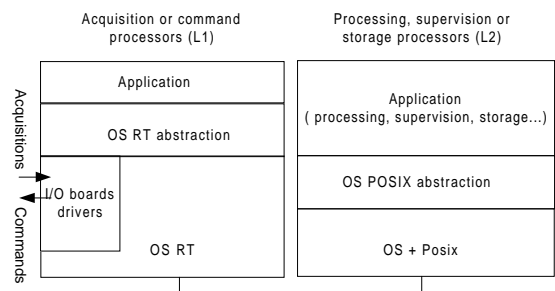 Acquisition or command
processors (L1)
Processing, supervision or
storage processors (L2)
Application
OS RT abstraction
Acquisitions
Commands
I/O boards
drivers
OS RT
Application
( processing, supervision, storage...)
OS POSIX abstraction
OS + Posix